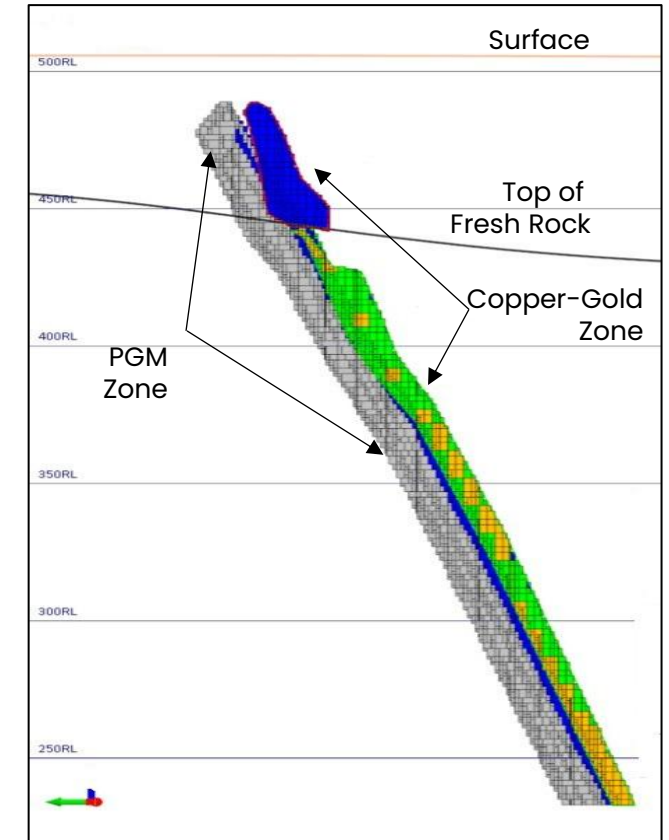 Surface
500RL
450RL
Top of
Fresh Rock
Copper-Gold
Zone
400RL
PGM
Zone
350RL
300RL
250RL